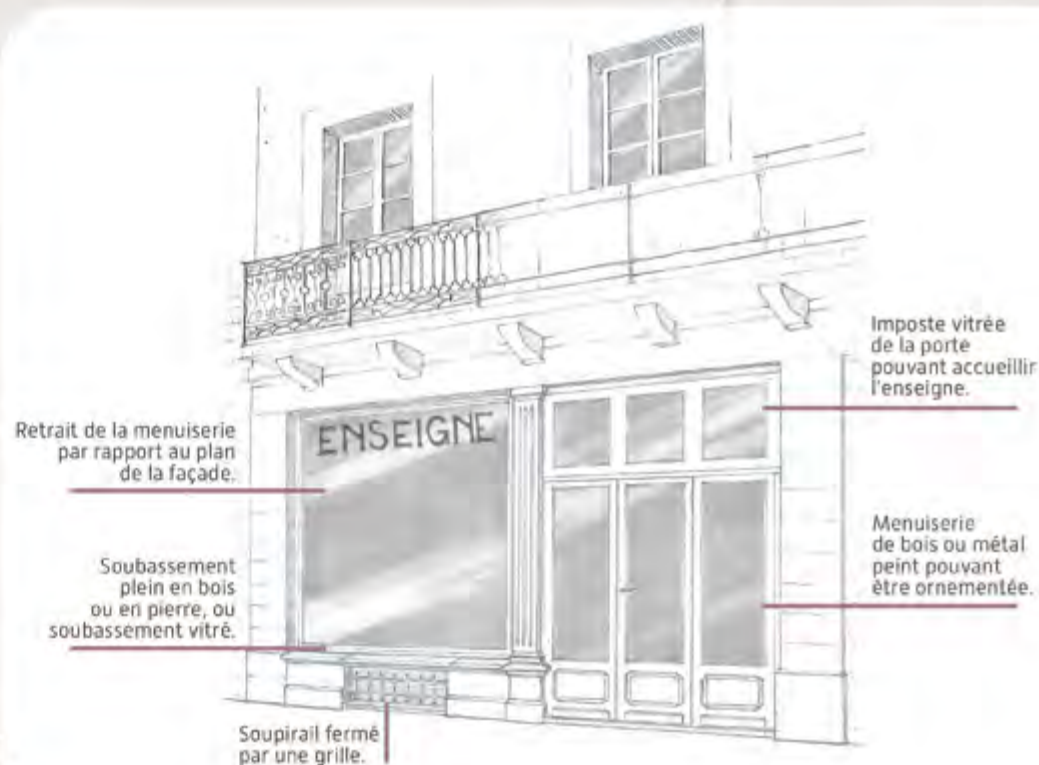 ENSEIGNE
Imposte vitrée
de la porte
pouvant accueillir
l'enseigne.
Retrait de la menuiserie
par rapport au plan
de la façade.
Menuiserie
de bois ou métal
peint pouvant
être ornementée.
Soubassement
plein en bois
ou en pierre, ou
soubassement vitré.
Soupirail fermé
par une grille.